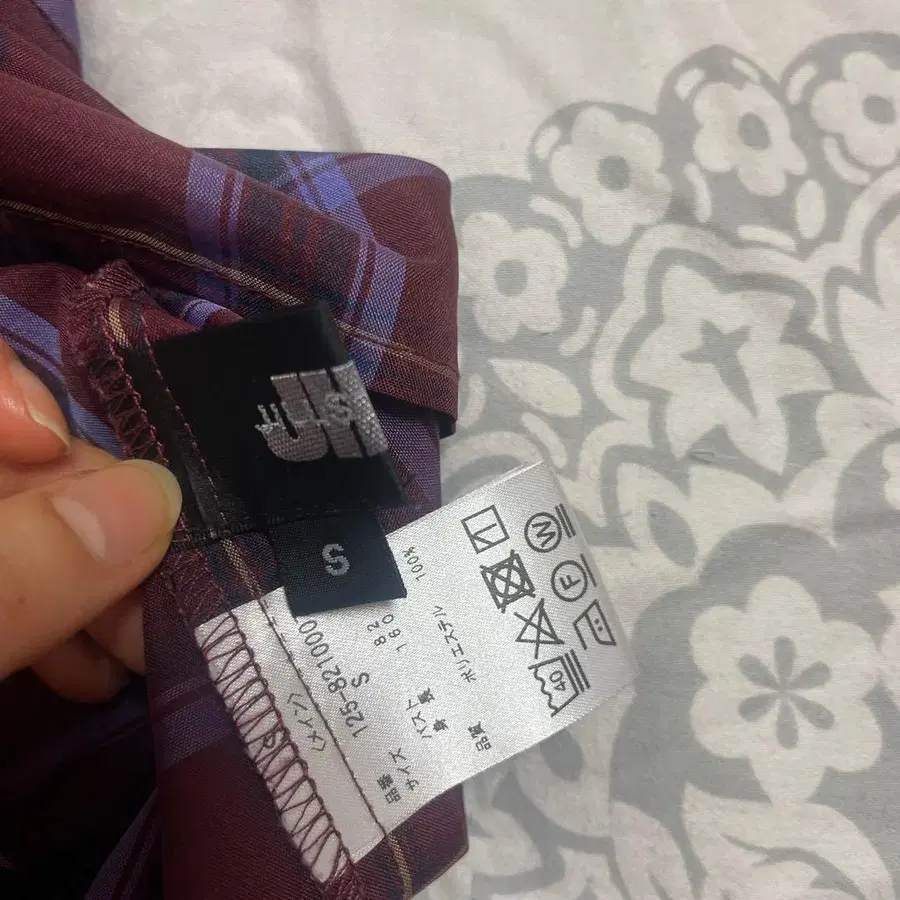 S
(メイン)
品番 125-821000
サイズ S
バスト 82
身長 160
品質 ポリエステル 100%
40
F
W